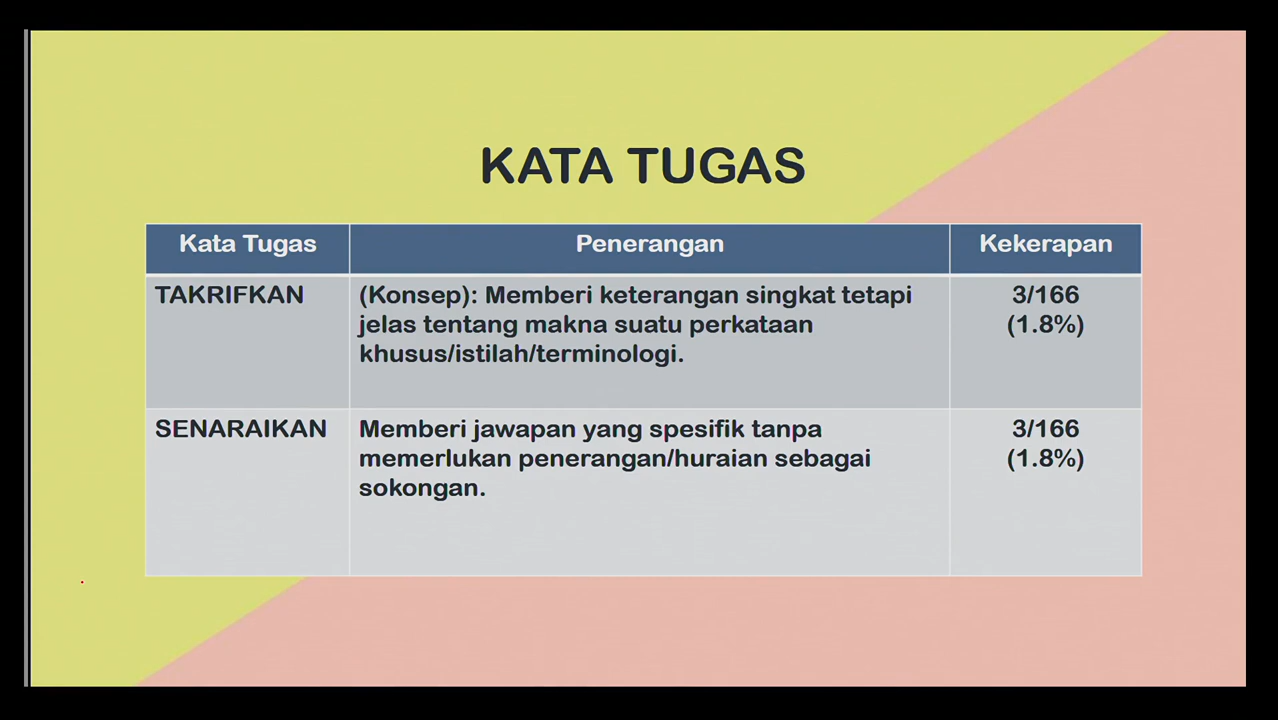 KATA TUGAS
Kata Tugas
Penerangan
Kekerapan
TAKRIFKAN
(Konsep): Memberi keterangan singkat tetapi
jelas tentang makna suatu perkataan
khusus/istilah/terminologi.
3/166
(1.8%)
SENARAIKAN
Memberi jawapan yang spesifik tanpa
memerlukan penerangan/huraian sebagai
sokongan.
3/166
(1.8%)